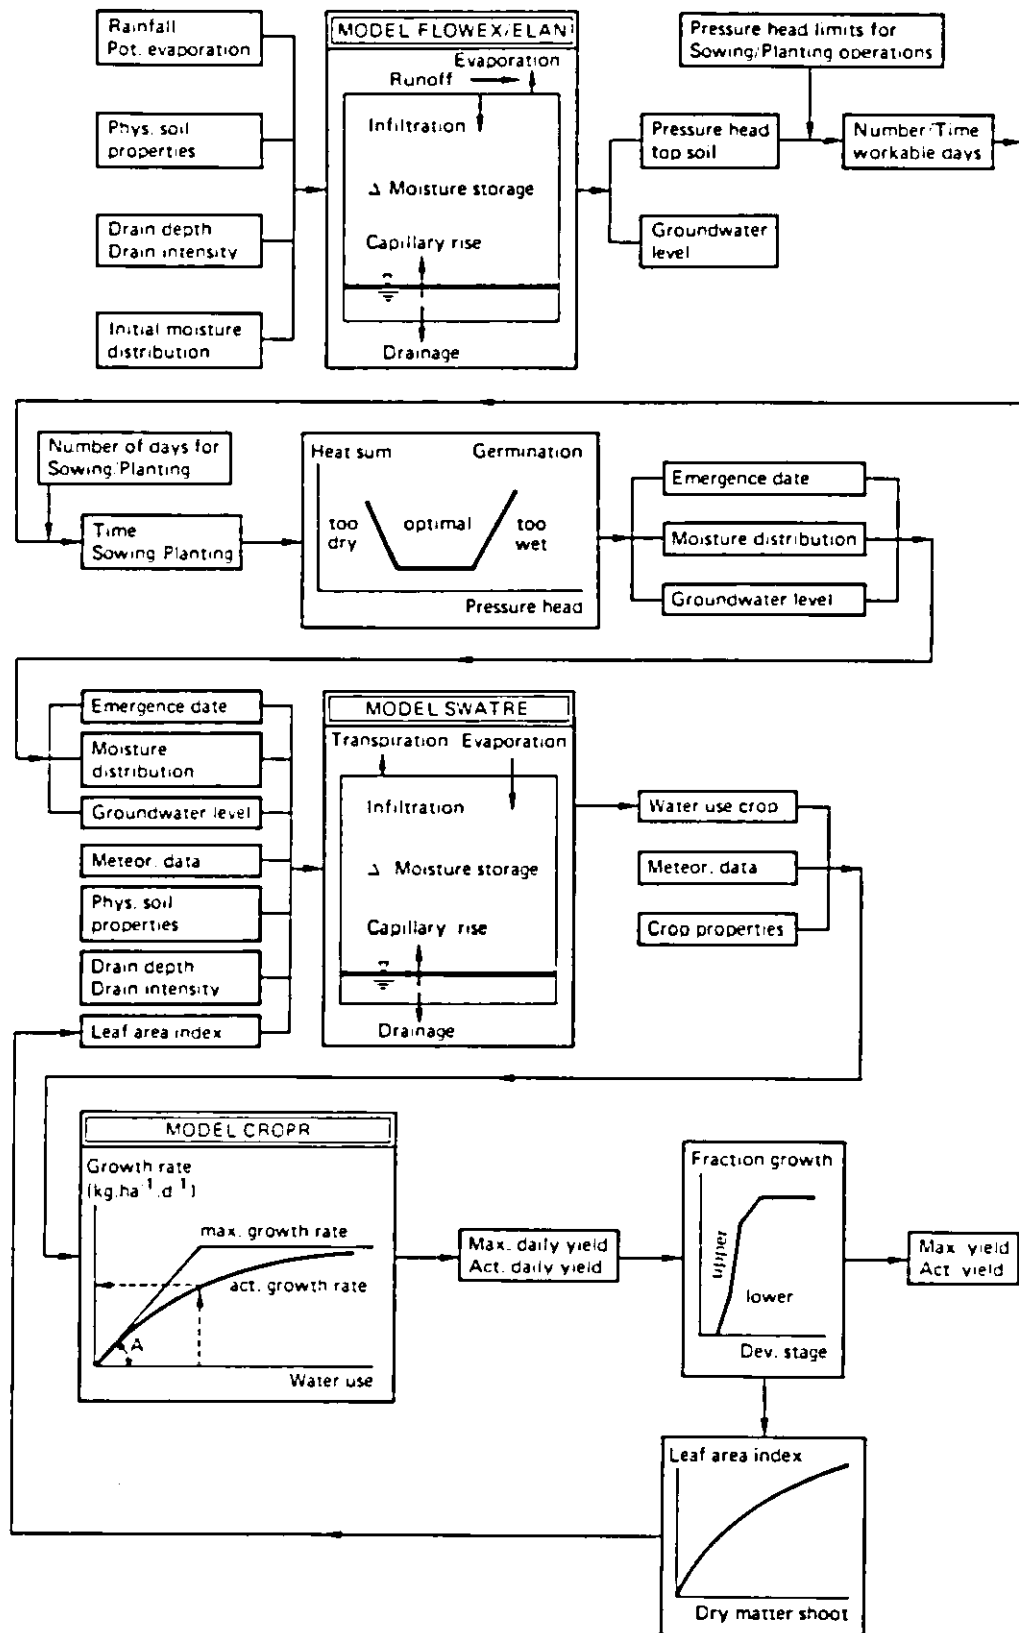 Rainfall
Pot. evaporation
Phys. soil
properties
Drain depth
Drain intensity
Initial moisture
distribution
MODEL FLOWEX/ELAN
Evaporation
Runoff
Infiltration
Δ Moisture storage
Capillary rise
Drainage
Pressure head limits for
Sowing/Planting operations
Pressure head
top soil
Number/Time
workable days
Groundwater
level
Number of days for
Sowing/Planting
Time
Sowing Planting
Heat sum
Germination
too
dry
optimal
too
wet
Pressure head
Emergence date
Moisture distribution
Groundwater level
Emergence date
Moisture
distribution
Groundwater level
Meteor. data
Phys. soil
properties
Drain depth
Drain intensity
Leaf area index
MODEL SWATRE
Transpiration Evaporation
Infiltration
Δ Moisture storage
Capillary rise
Drainage
Water use crop
Meteor. data
Crop properties
MODEL CROPR
Growth rate
(kg.ha⁻¹.d⁻¹)
max. growth rate
act. growth rate
A
Water use
Max. daily yield
Act. daily yield
Fraction growth
upper
lower
Dev. stage
Max. yield
Act. yield
Leaf area index
Dry matter shoot